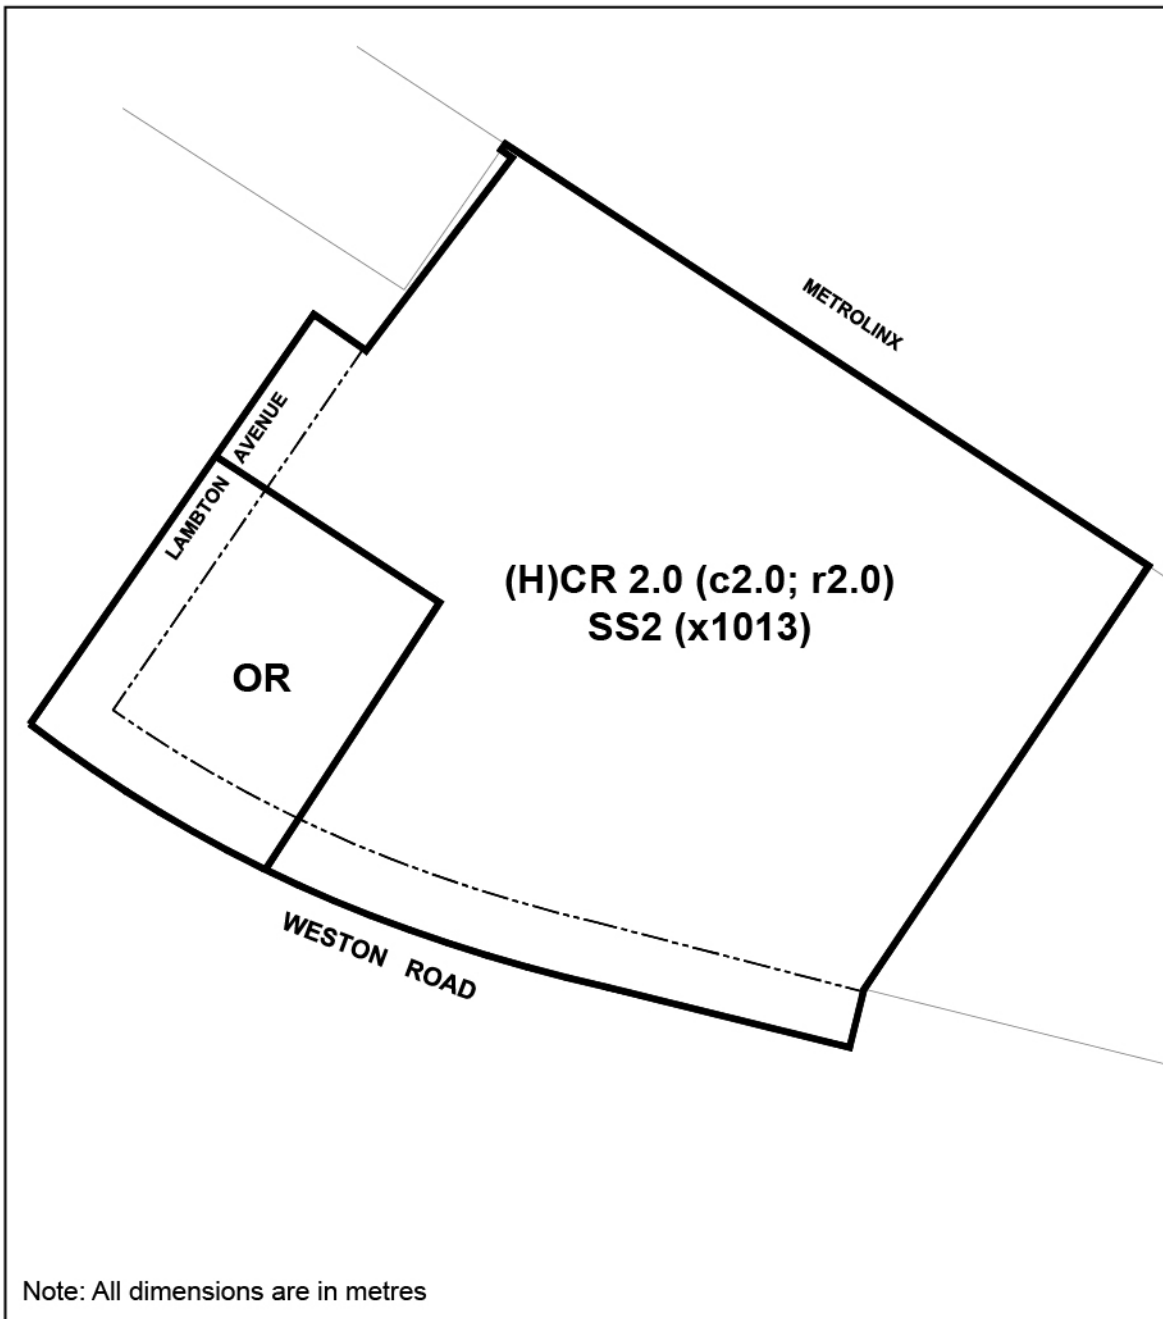 METROLINX
LAMBTON AVENUE
(H)CR 2.0 (c2.0; r2.0)
SS2 (x1013)
OR
WESTON ROAD
Note: All dimensions are in metres